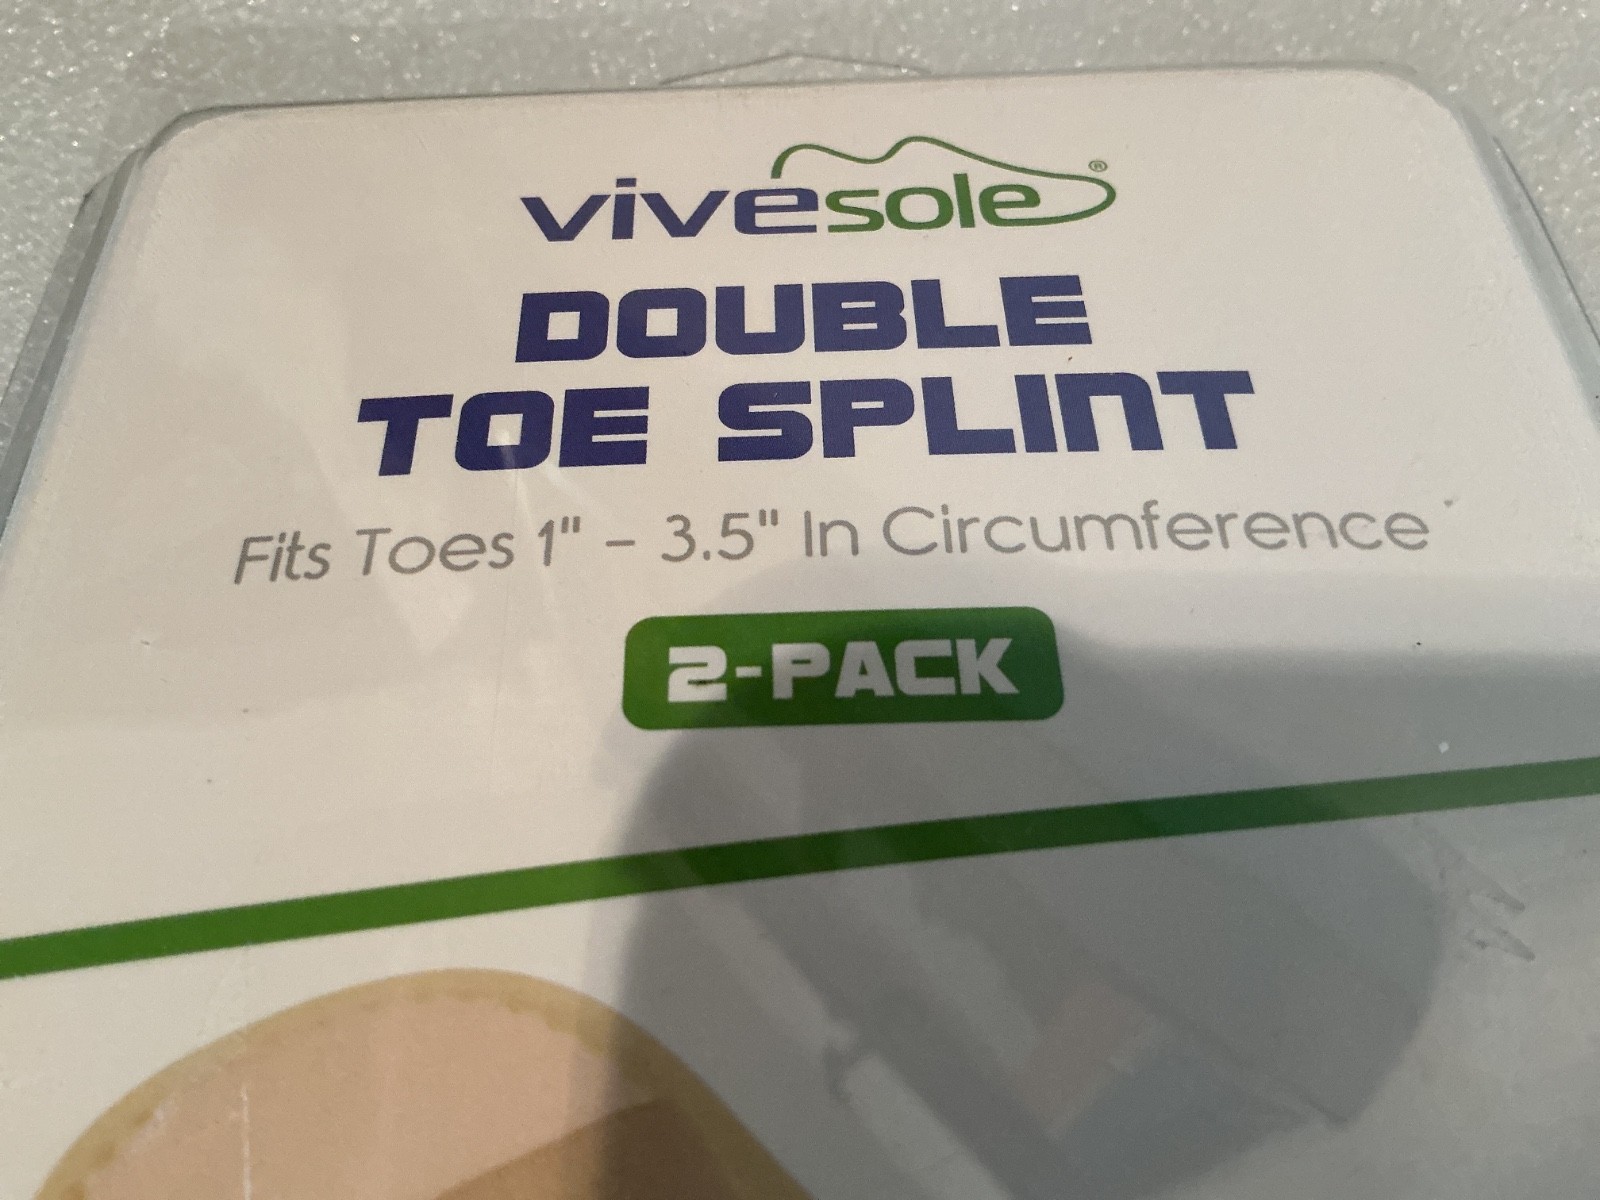 vivesole®
DOUBLE
TOE SPLINT
Fits Toes 1" – 3.5" In Circumference
2-PACK